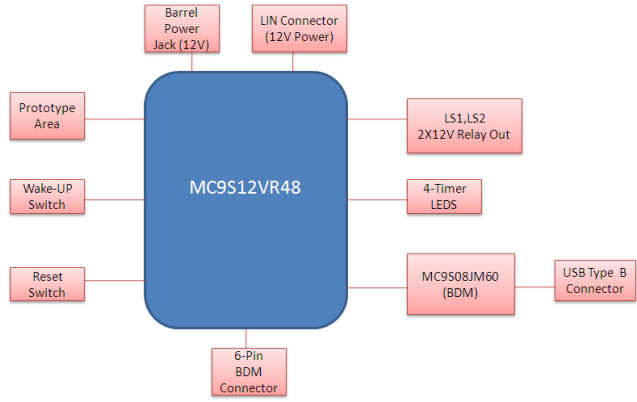 Barrel
Power
Jack (12V)
LIN Connector
(12V Power)
Prototype
Area
LS1,LS2
2X12V Relay Out
MC9S12VR48
Wake-UP
Switch
4-Timer
LEDS
Reset
Switch
MC9S08JM60
(BDM)
USB Type B
Connector
6-Pin
BDM
Connector